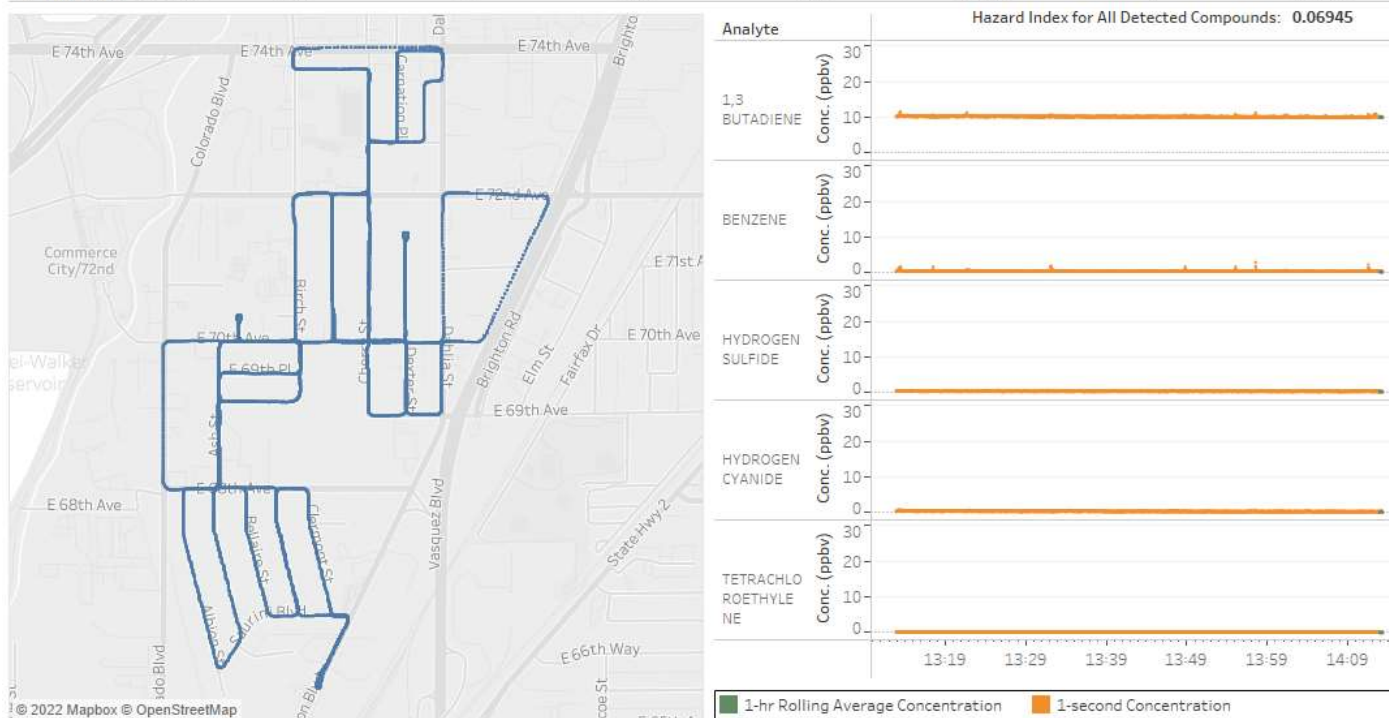 E 74th Ave
E 74th Ave
E 74th Ave
Colorado Blvd
Carnation Pl
E 72nd Ave
Commerce
City/72nd
Birch St
E 70th Ave
E 70th Ave
E 69th Pl
Dahlia St
Dexter St
Brighton Rd
Elm St
Fairfax Dr
E 69th Ave
Ash St
E 68th Ave
E 68th Ave
Bellaire St
Clermont St
Albion St
Vasquez Blvd
State Hwy 2
E 66th Way
© 2022 Mapbox © OpenStreetMap
Hazard Index for All Detected Compounds: 0.06945
Analyte
1,3
BUTADIENE
Conc. (ppbv)
30
20
10
0
BENZENE
Conc. (ppbv)
30
20
10
0
HYDROGEN
SULFIDE
Conc. (ppbv)
30
20
10
0
HYDROGEN
CYANIDE
Conc. (ppbv)
30
20
10
0
TETRACHLO
ROETHYLE
NE
Conc. (ppbv)
30
20
10
0
13:19 13:29 13:39 13:49 13:59 14:09
1-hr Rolling Average Concentration 1-second Concentration